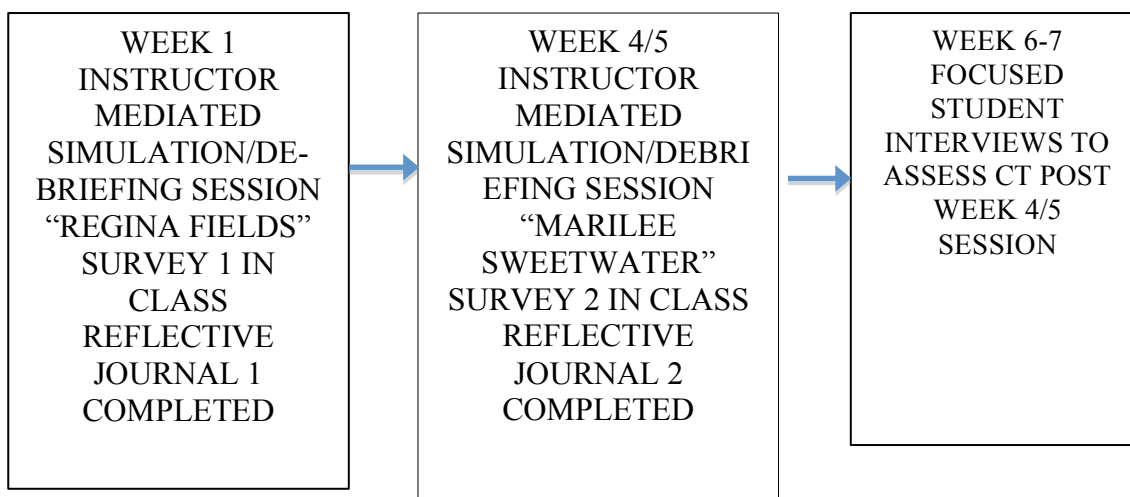 WEEK 1
INSTRUCTOR
MEDIATED
SIMULATION/DE-
BRIEFING SESSION
“REGINA FIELDS”
SURVEY 1 IN
CLASS
REFLECTIVE
JOURNAL 1
COMPLETED
WEEK 4/5
INSTRUCTOR
MEDIATED
SIMULATION/DEBRI
EFING SESSION
“MARILEE
SWEETWATER”
SURVEY 2 IN CLASS
REFLECTIVE
JOURNAL 2
COMPLETED
WEEK 6-7
FOCUSED
STUDENT
INTERVIEWS TO
ASSESS CT POST
WEEK 4/5
SESSION